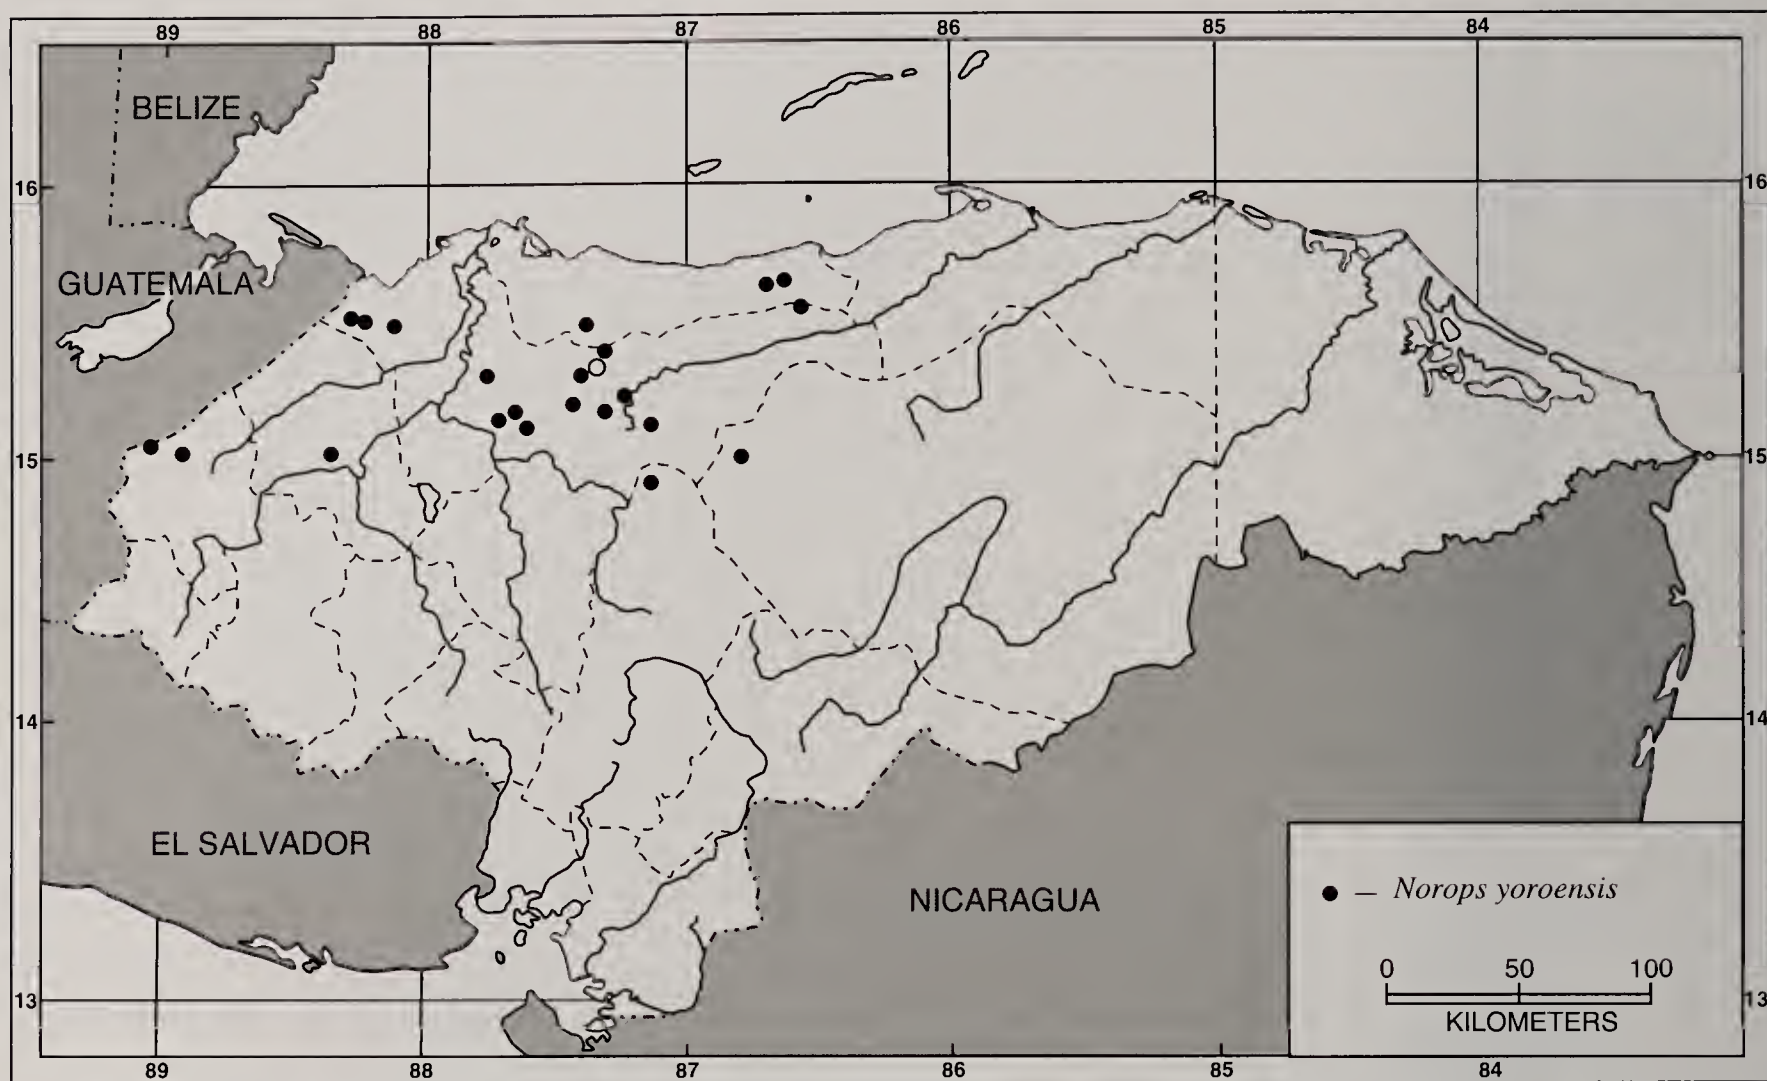 89 88 87 86 85 84
BELIZE
16 16
GUATEMALA
15 15
14 14
EL SALVADOR
NICARAGUA
● — Norops yoroensis
0 50 100
KILOMETERS
13 13
89 88 87 86 85 84